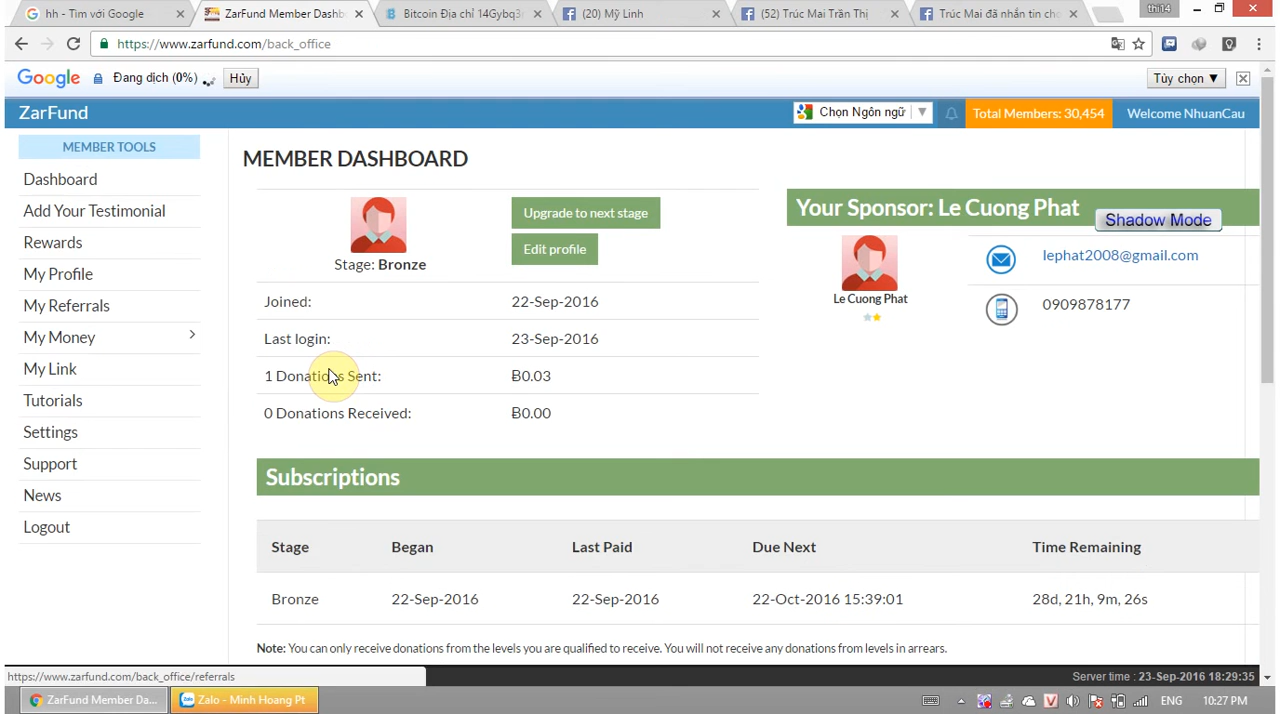 hh - Tìm với Google
ZarFund Member Dashb
Bitcoin Địa chỉ 14Gybq3
(20) Mỹ Linh
(52) Trúc Mai Trần Thị
Trúc Mai đã nhắn tin cho
thi14
https://www.zarfund.com/back_office
Google
Đang dịch (0%)
Hủy
Tùy chọn ▼
ZarFund
Chọn Ngôn ngữ
Total Members: 30,454
Welcome NhuanCau
MEMBER TOOLS
Dashboard
Add Your Testimonial
Rewards
My Profile
My Referrals
My Money
My Link
Tutorials
Settings
Support
News
Logout
MEMBER DASHBOARD
Upgrade to next stage
Edit profile
Stage: Bronze
Joined: 22-Sep-2016
Last login: 23-Sep-2016
1 Donations Sent: Ƀ0.03
0 Donations Received: Ƀ0.00
Your Sponsor: Le Cuong Phat
Shadow Mode
Le Cuong Phat
lephat2008@gmail.com
0909878177
Subscriptions
Stage Began Last Paid Due Next Time Remaining
Bronze 22-Sep-2016 22-Sep-2016 22-Oct-2016 15:39:01 28d, 21h, 9m, 26s
Note: You can only receive donations from the levels you are qualified to receive. You will not receive any donations from levels in arrears.
https://www.zarfund.com/back_office/referrals
Server time : 23-Sep-2016 18:29:35
ZarFund Member Da...
Zalo - Minh Hoang Pt
ENG
10:27 PM